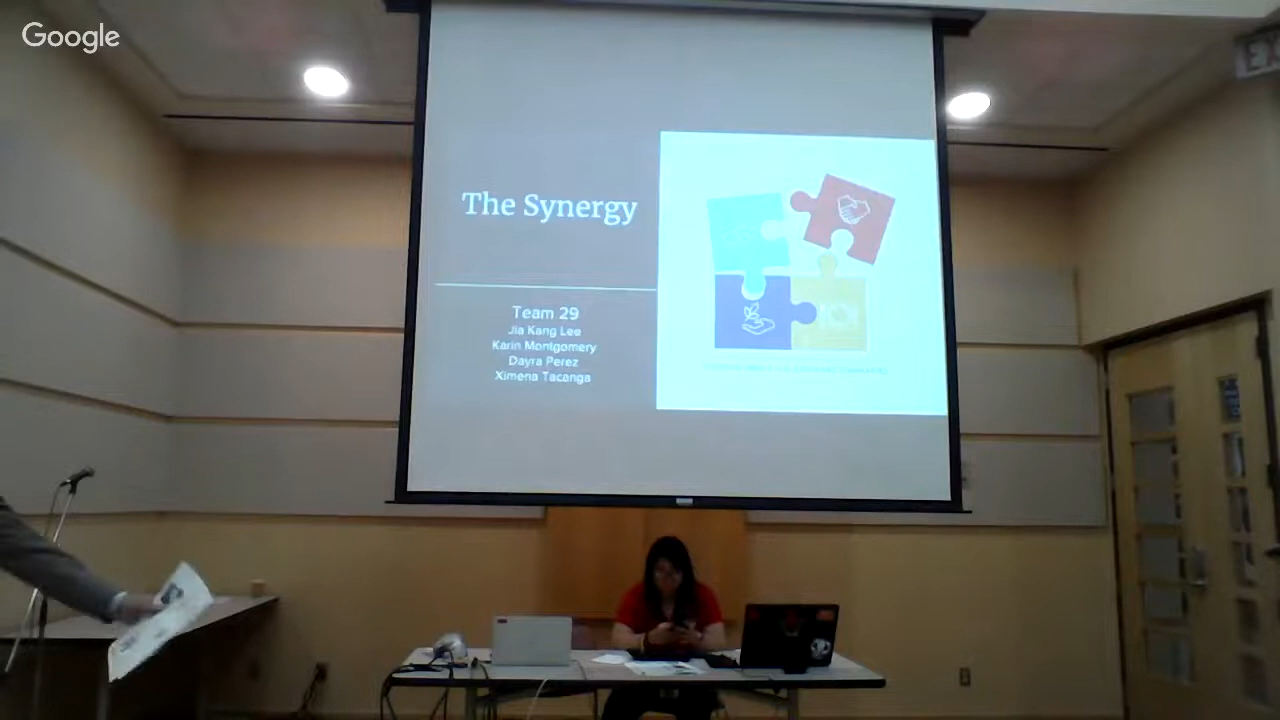 Google
The Synergy
Team 29
Jia Kang Lee
Karin Montgomery
Dayra Perez
Ximena Tacanga